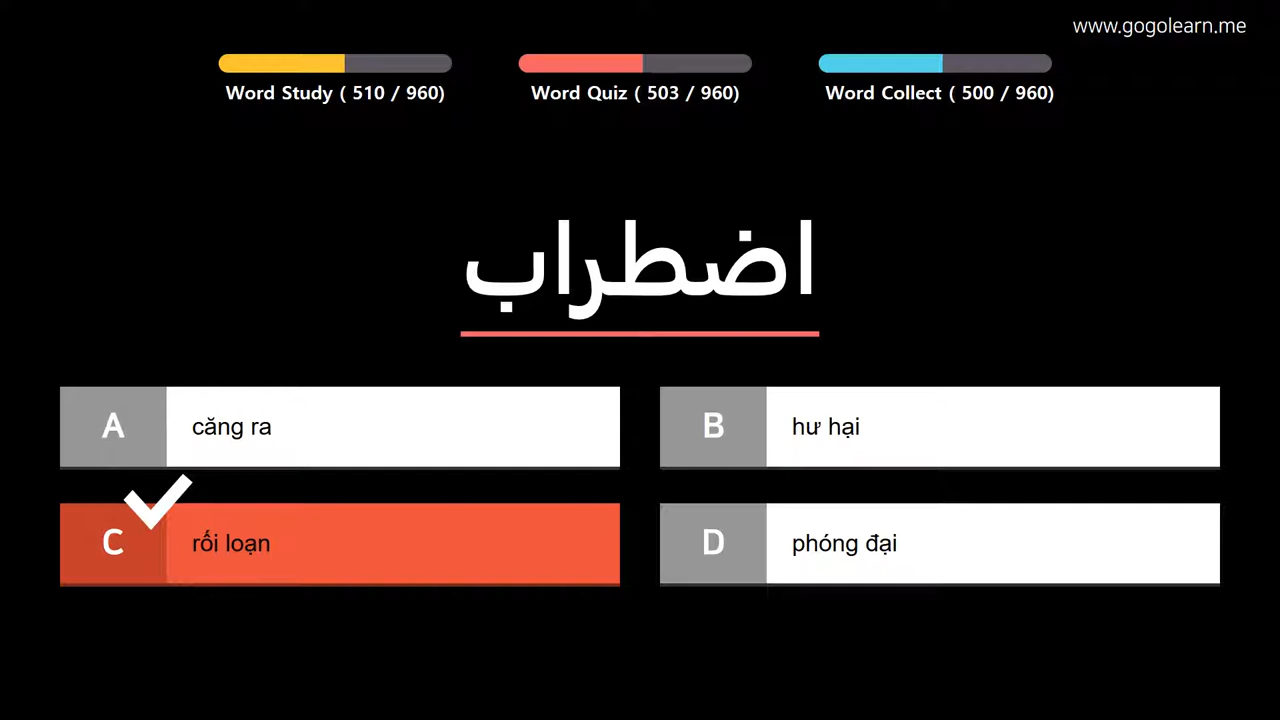 www.gogolearn.me
Word Study ( 510 / 960)
Word Quiz ( 503 / 960)
Word Collect ( 500 / 960)
اضطراب
A căng ra
B hư hại
C rối loạn
D phóng đại